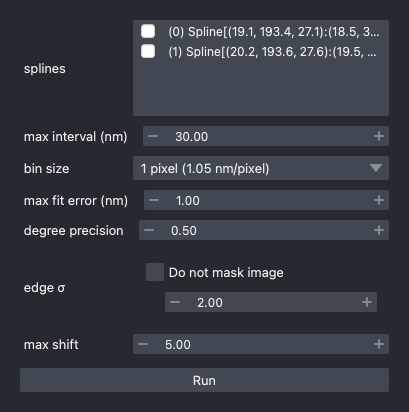 splines
(0) Spline[(19.1, 193.4, 27.1):(18.5, 3...
(1) Spline[(20.2, 193.6, 27.6):(19.5, ...
max interval (nm)
30.00
bin size
1 pixel (1.05 nm/pixel)
max fit error (nm)
1.00
degree precision
0.50
edge σ
Do not mask image
2.00
max shift
5.00
Run